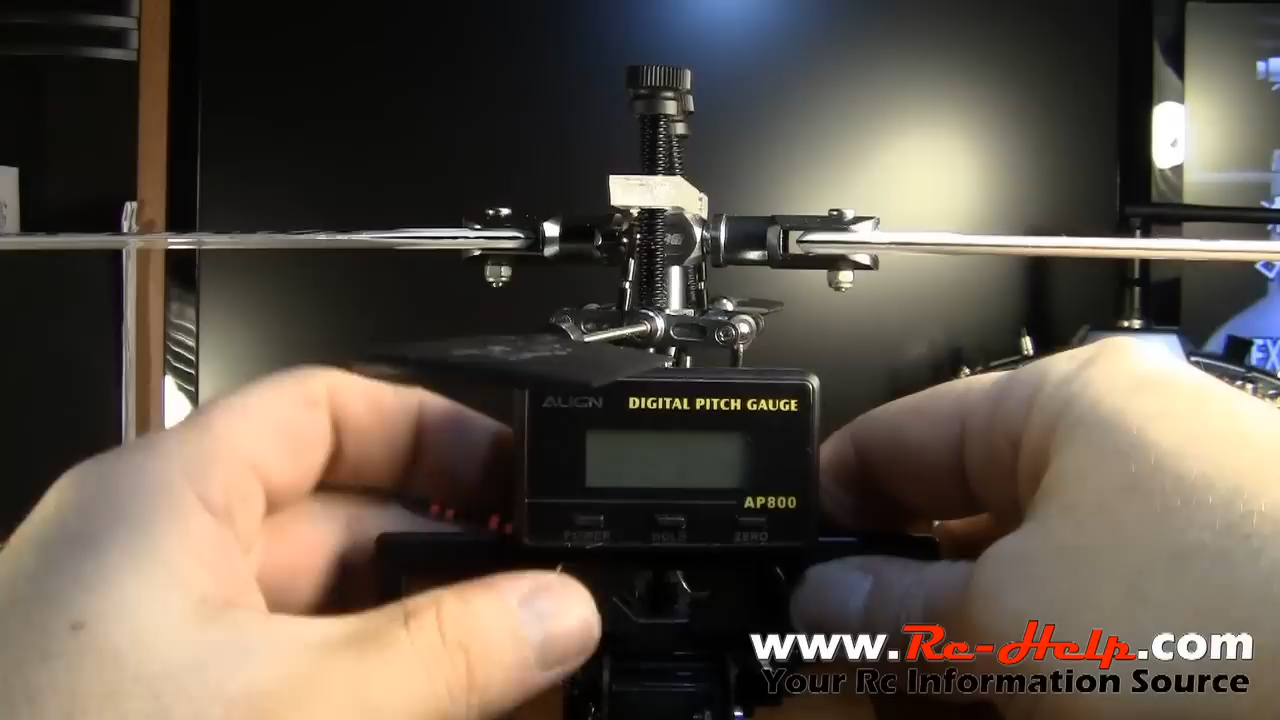 ALIGN DIGITAL PITCH GAUGE
AP800
POWER HOLD ZERO
www.Rc-Help.com
Your Rc Information Source